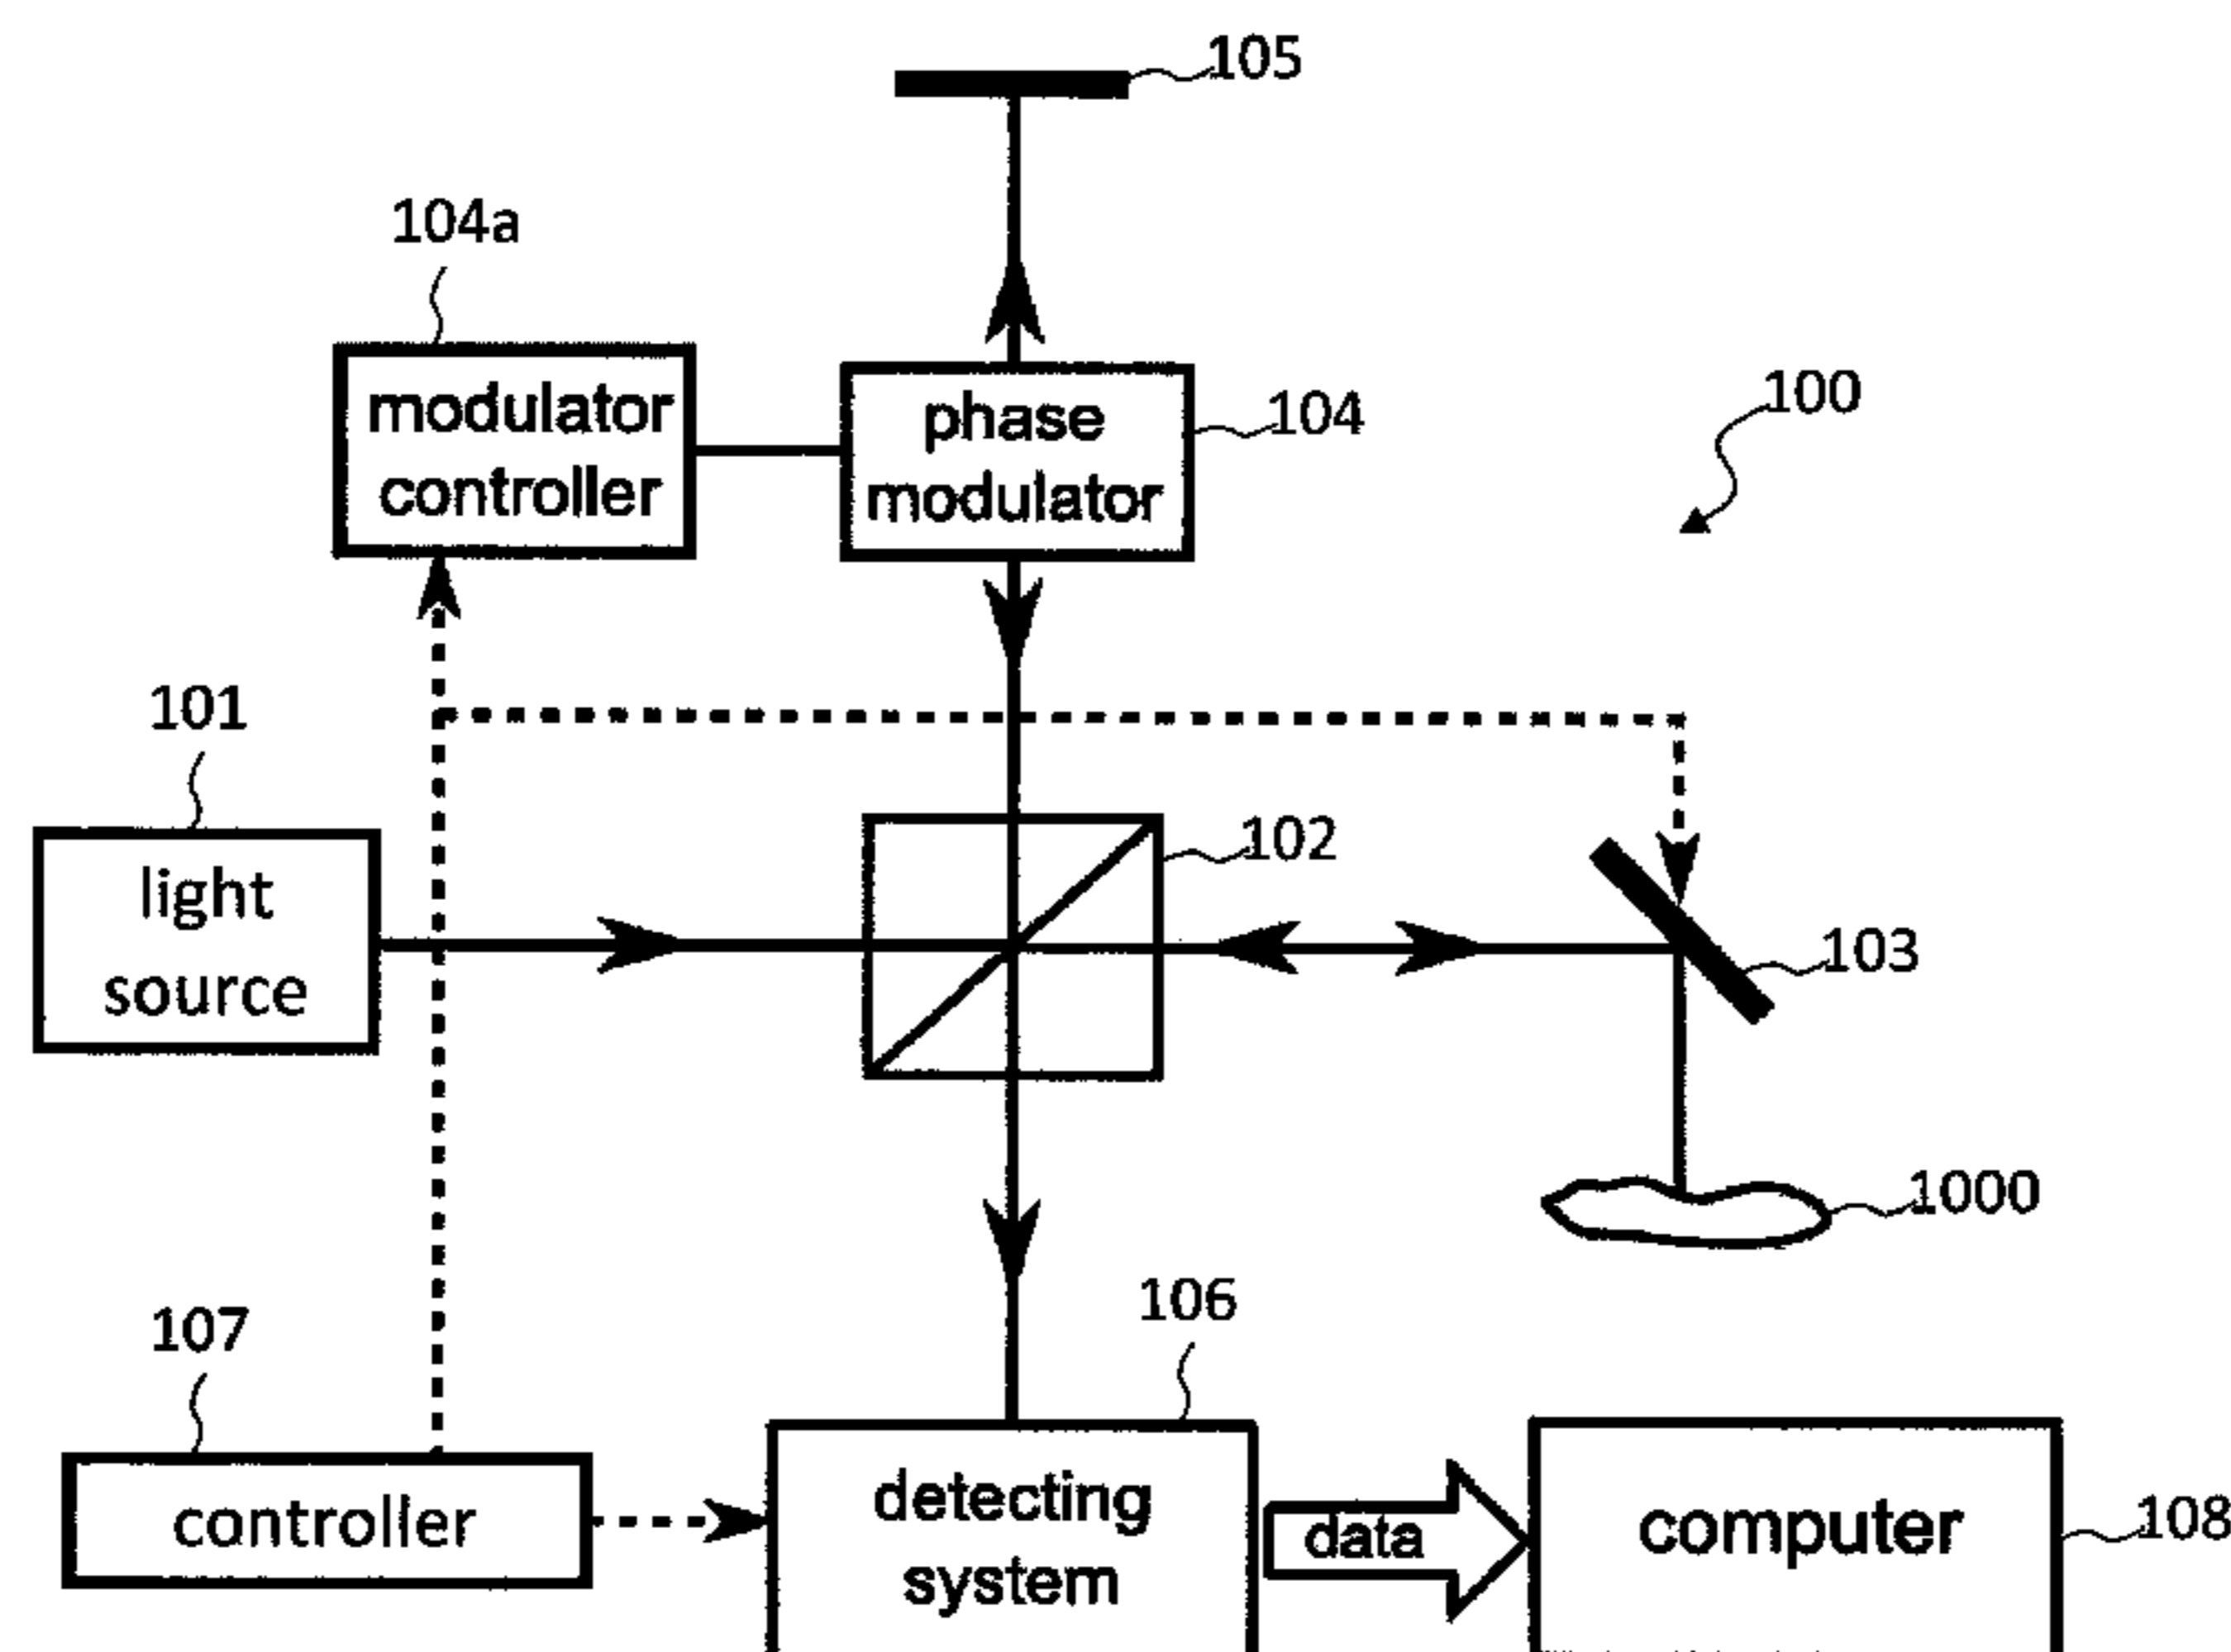 105
104a
modulator
controller
phase
modulator
104
100
101
light
source
102
103
1000
107
controller
106
detecting
system
data
computer
108